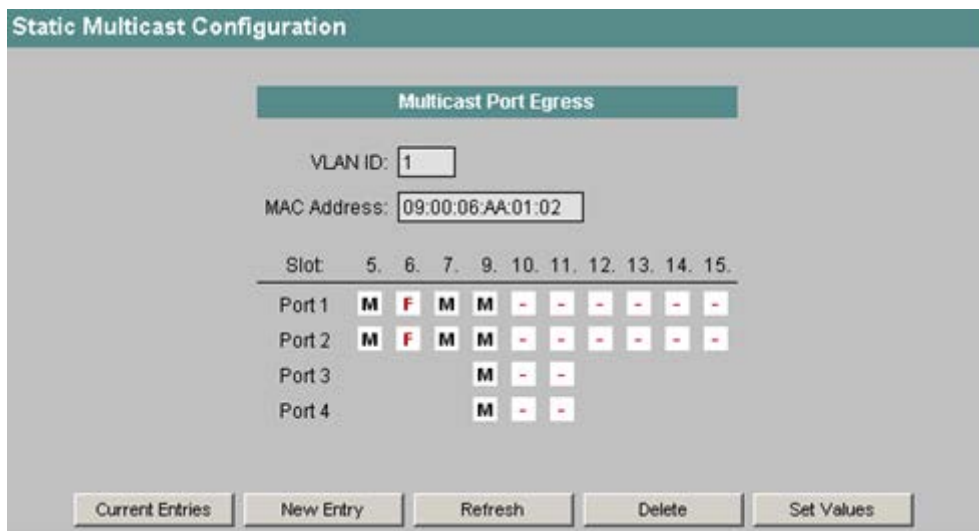 Static Multicast Configuration
Multicast Port Egress
VLAN ID: 1
MAC Address: 09:00:06:AA:01:02
Slot: 5. 6. 7. 9. 10. 11. 12. 13. 14. 15.
Port 1 M F M M - - - - - -
Port 2 M F M M - - - - - -
Port 3 M - -
Port 4 M - -
Current Entries New Entry Refresh Delete Set Values